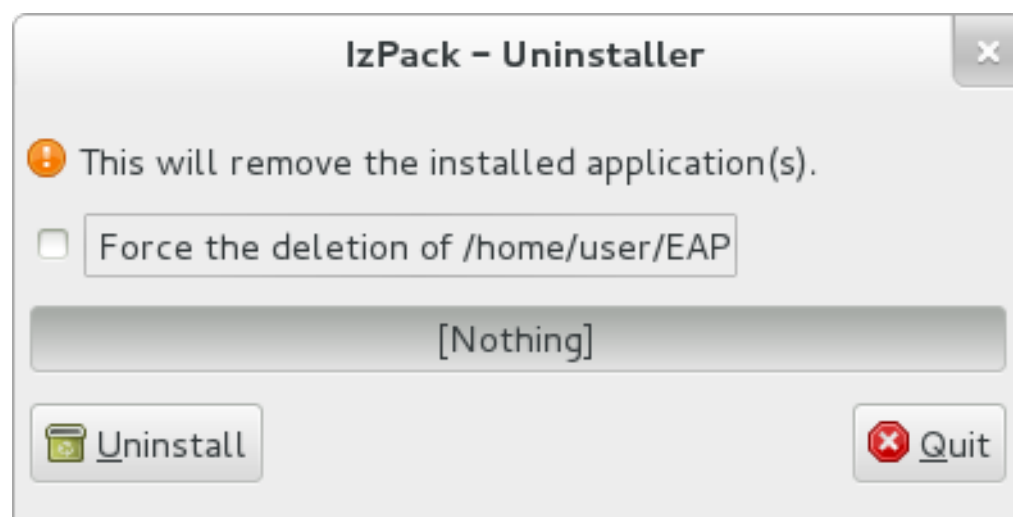 IzPack – Uninstaller
This will remove the installed application(s).
Force the deletion of /home/user/EAP
[Nothing]
Uninstall
Quit